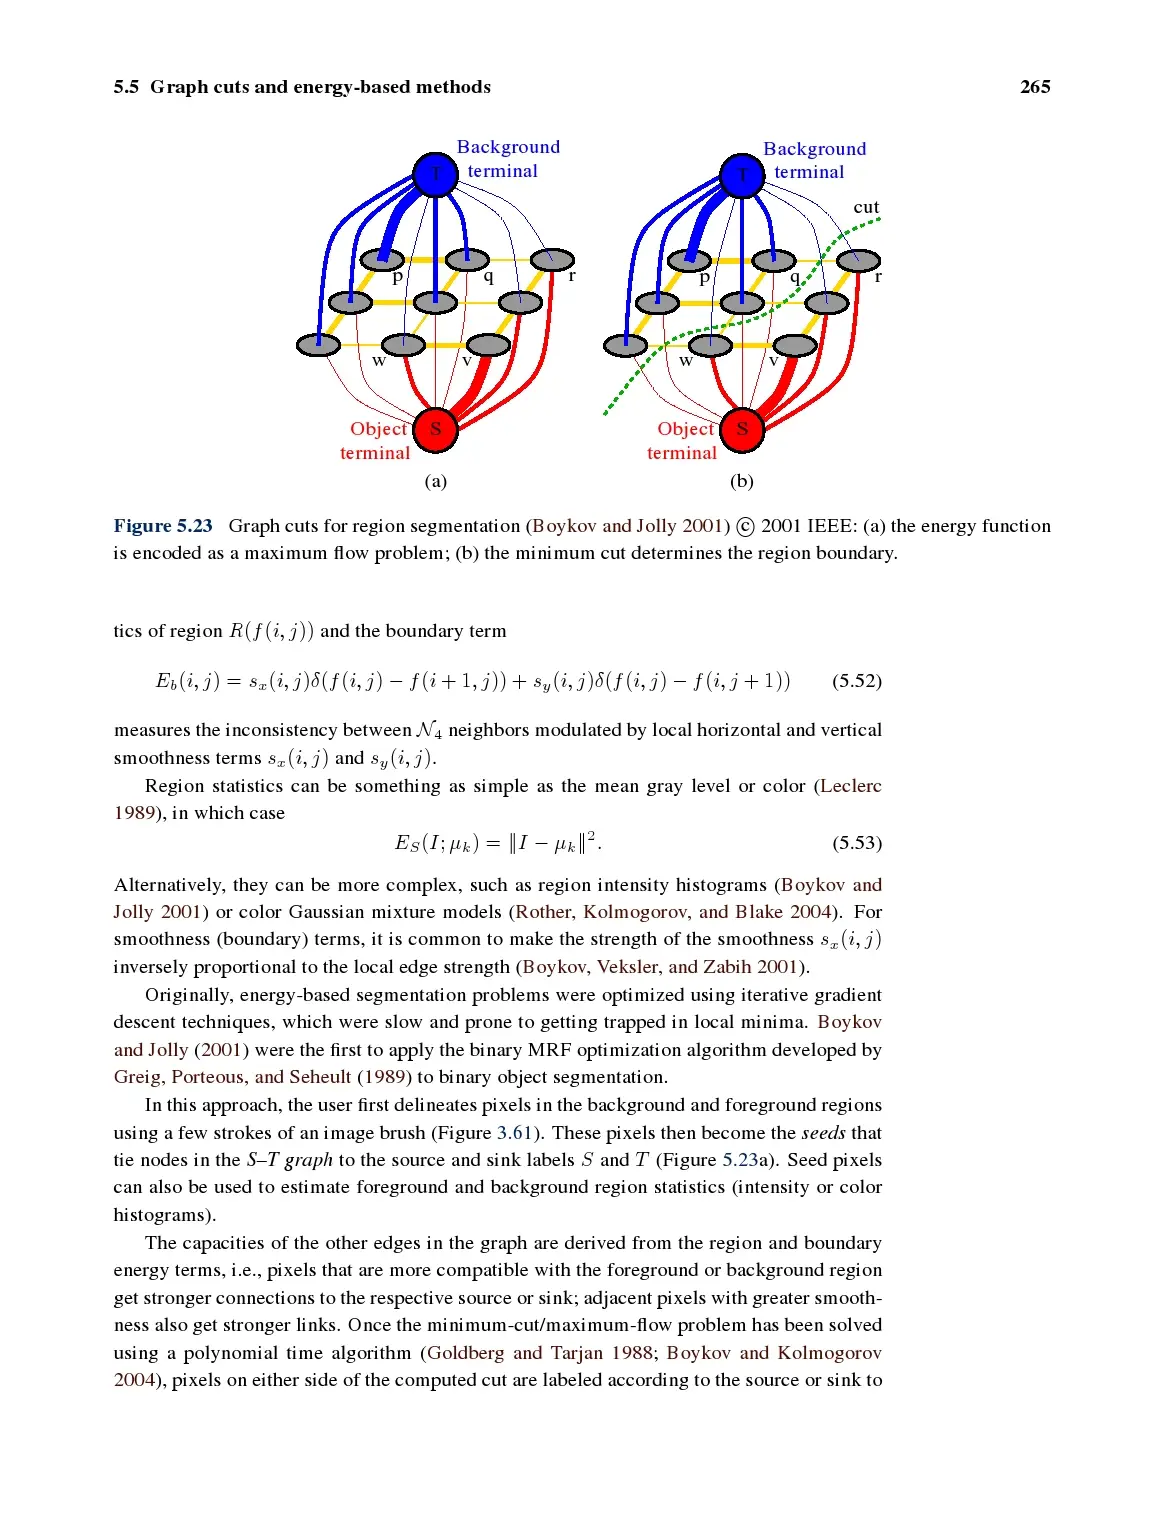 5.5 Graph cuts and energy-based methods 265
Background
terminal
T
p
q
r
w
v
Object
terminal
S
(a)
Background
terminal
T
cut
p
q
r
w
v
Object
terminal
S
(b)
Figure 5.23 Graph cuts for region segmentation (Boykov and Jolly 2001) © 2001 IEEE: (a) the energy function
is encoded as a maximum flow problem; (b) the minimum cut determines the region boundary.
tics of region R(f(i, j)) and the boundary term
E_b(i, j) = s_x(i, j)δ(f(i, j) − f(i + 1, j)) + s_y(i, j)δ(f(i, j) − f(i, j + 1)) (5.52)
measures the inconsistency between N_4 neighbors modulated by local horizontal and vertical
smoothness terms s_x(i, j) and s_y(i, j).
Region statistics can be something as simple as the mean gray level or color (Leclerc
1989), in which case
E_S(I; μ_k) = ‖I − μ_k‖². (5.53)
Alternatively, they can be more complex, such as region intensity histograms (Boykov and
Jolly 2001) or color Gaussian mixture models (Rother, Kolmogorov, and Blake 2004). For
smoothness (boundary) terms, it is common to make the strength of the smoothness s_x(i, j)
inversely proportional to the local edge strength (Boykov, Veksler, and Zabih 2001).
Originally, energy-based segmentation problems were optimized using iterative gradient
descent techniques, which were slow and prone to getting trapped in local minima. Boykov
and Jolly (2001) were the first to apply the binary MRF optimization algorithm developed by
Greig, Porteous, and Seheult (1989) to binary object segmentation.
In this approach, the user first delineates pixels in the background and foreground regions
using a few strokes of an image brush (Figure 3.61). These pixels then become the seeds that
tie nodes in the S–T graph to the source and sink labels S and T (Figure 5.23a). Seed pixels
can also be used to estimate foreground and background region statistics (intensity or color
histograms).
The capacities of the other edges in the graph are derived from the region and boundary
energy terms, i.e., pixels that are more compatible with the foreground or background region
get stronger connections to the respective source or sink; adjacent pixels with greater smooth-
ness also get stronger links. Once the minimum-cut/maximum-flow problem has been solved
using a polynomial time algorithm (Goldberg and Tarjan 1988; Boykov and Kolmogorov
2004), pixels on either side of the computed cut are labeled according to the source or sink to